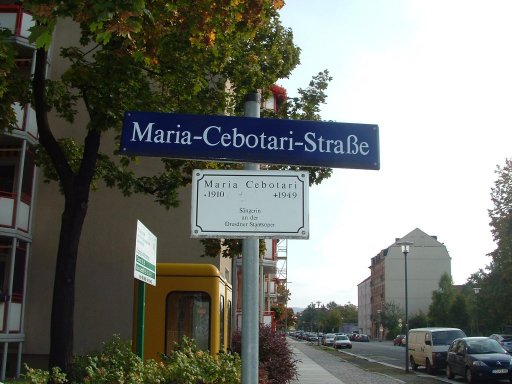 Maria-Cebotari-Straße
Maria Cebotari
*1910 +1949
Sängerin
an der
Dresdner Staatsoper